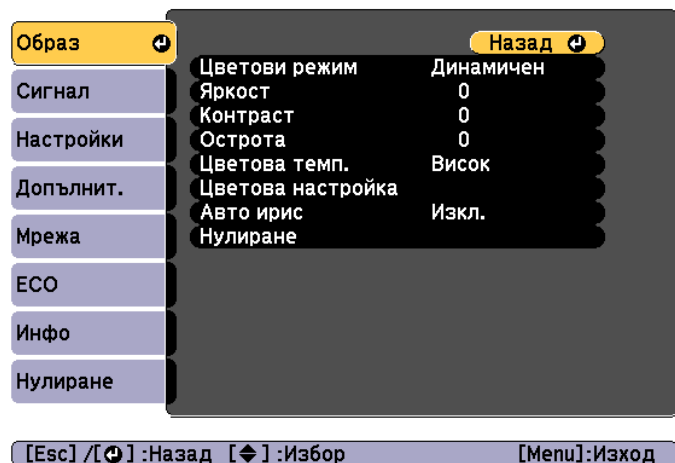 Образ
Сигнал
Настройки
Допълнит.
Мрежа
ECO
Инфо
Нулиране
Назад
Цветови режим Динамичен
Яркост 0
Контраст 0
Острота 0
Цветова темп. Висок
Цветова настройка
Авто ирис Изкл.
Нулиране
[Esc] /[ ] :Назад [ ] :Избор [Menu]:Изход